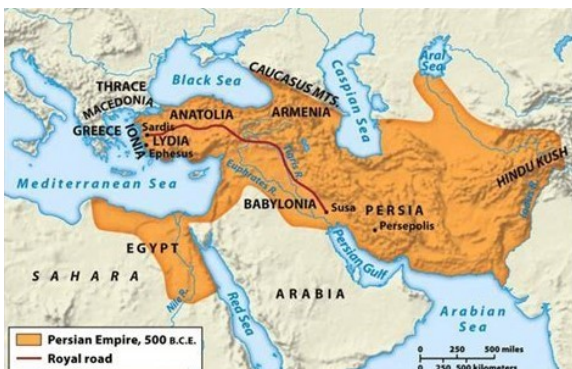 Aral
Sea
Black Sea
CAUCASUS MTS.
Caspian Sea
THRACE
MACEDONIA
ANATOLIA
ARMENIA
GREECE
IONIA
Sardis
LYDIA
Ephesus
Tigris R.
HINDU KUSH
Mediterranean Sea
Euphrates R.
Indus R.
BABYLONIA
Susa
PERSIA
Persepolis
EGYPT
Persian Gulf
SAHARA
ARABIA
Nile R.
Red Sea
Arabian
Sea
Persian Empire, 500 B.C.E.
Royal road
0 250 500 miles
0 250 500 kilometers